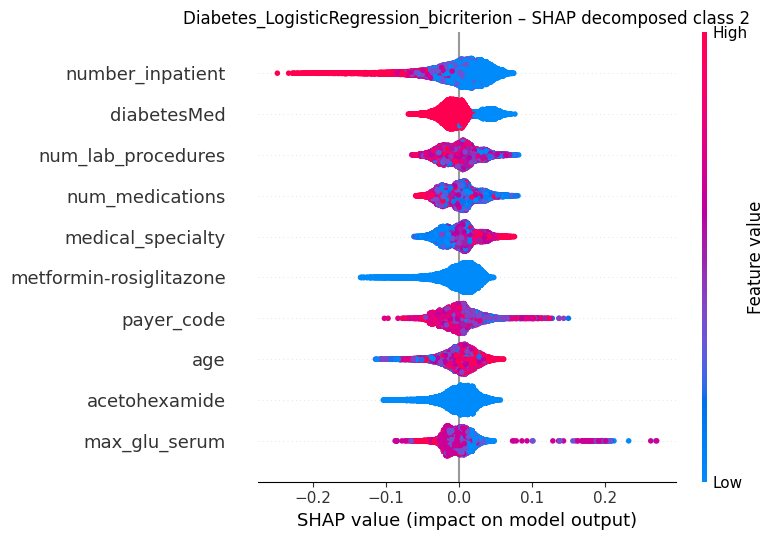 Diabetes_LogisticRegression_bicriterion – SHAP decomposed class 2
High
number_inpatient
diabetesMed
num_lab_procedures
num_medications
medical_specialty
metformin-rosiglitazone
payer_code
age
acetohexamide
max_glu_serum
Feature value
Low
−0.2 −0.1 0.0 0.1 0.2
SHAP value (impact on model output)